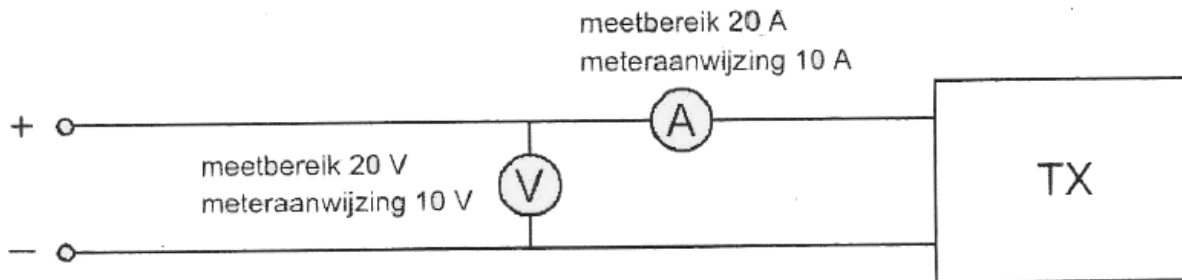 meetbereik 20 A
meteraanwijzing 10 A
+
A
meetbereik 20 V
meteraanwijzing 10 V
V
TX
−